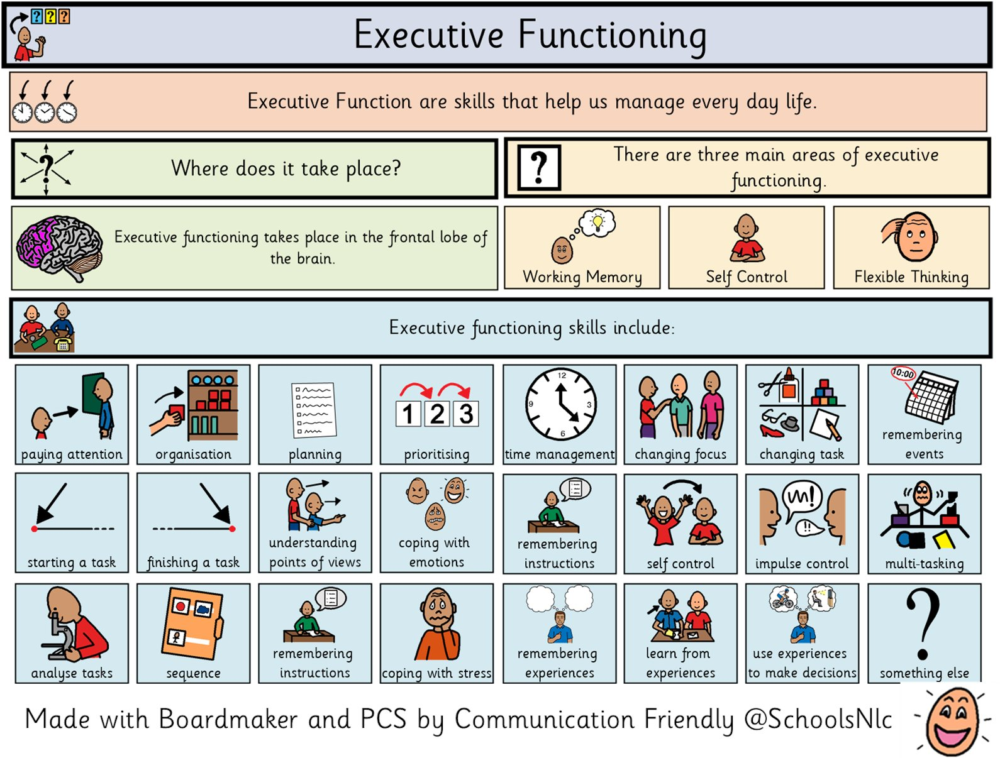 ? ? ?
Executive Functioning
Executive Function are skills that help us manage every day life.
?
Where does it take place?
?
There are three main areas of executive
functioning.
Executive functioning takes place in the frontal lobe of
the brain.
Working Memory
Self Control
Flexible Thinking
Executive functioning skills include:
paying attention
organisation
planning
1 2 3
prioritising
12
3
6
9
time management
changing focus
changing task
10:00
remembering
events
starting a task
finishing a task
understanding
points of views
coping with
emotions
remembering
instructions
self control
!
!!
impulse control
multi-tasking
analyse tasks
sequence
remembering
instructions
coping with stress
remembering
experiences
learn from
experiences
use experiences
to make decisions
?
something else
Made with Boardmaker and PCS by Communication Friendly @SchoolsNlc